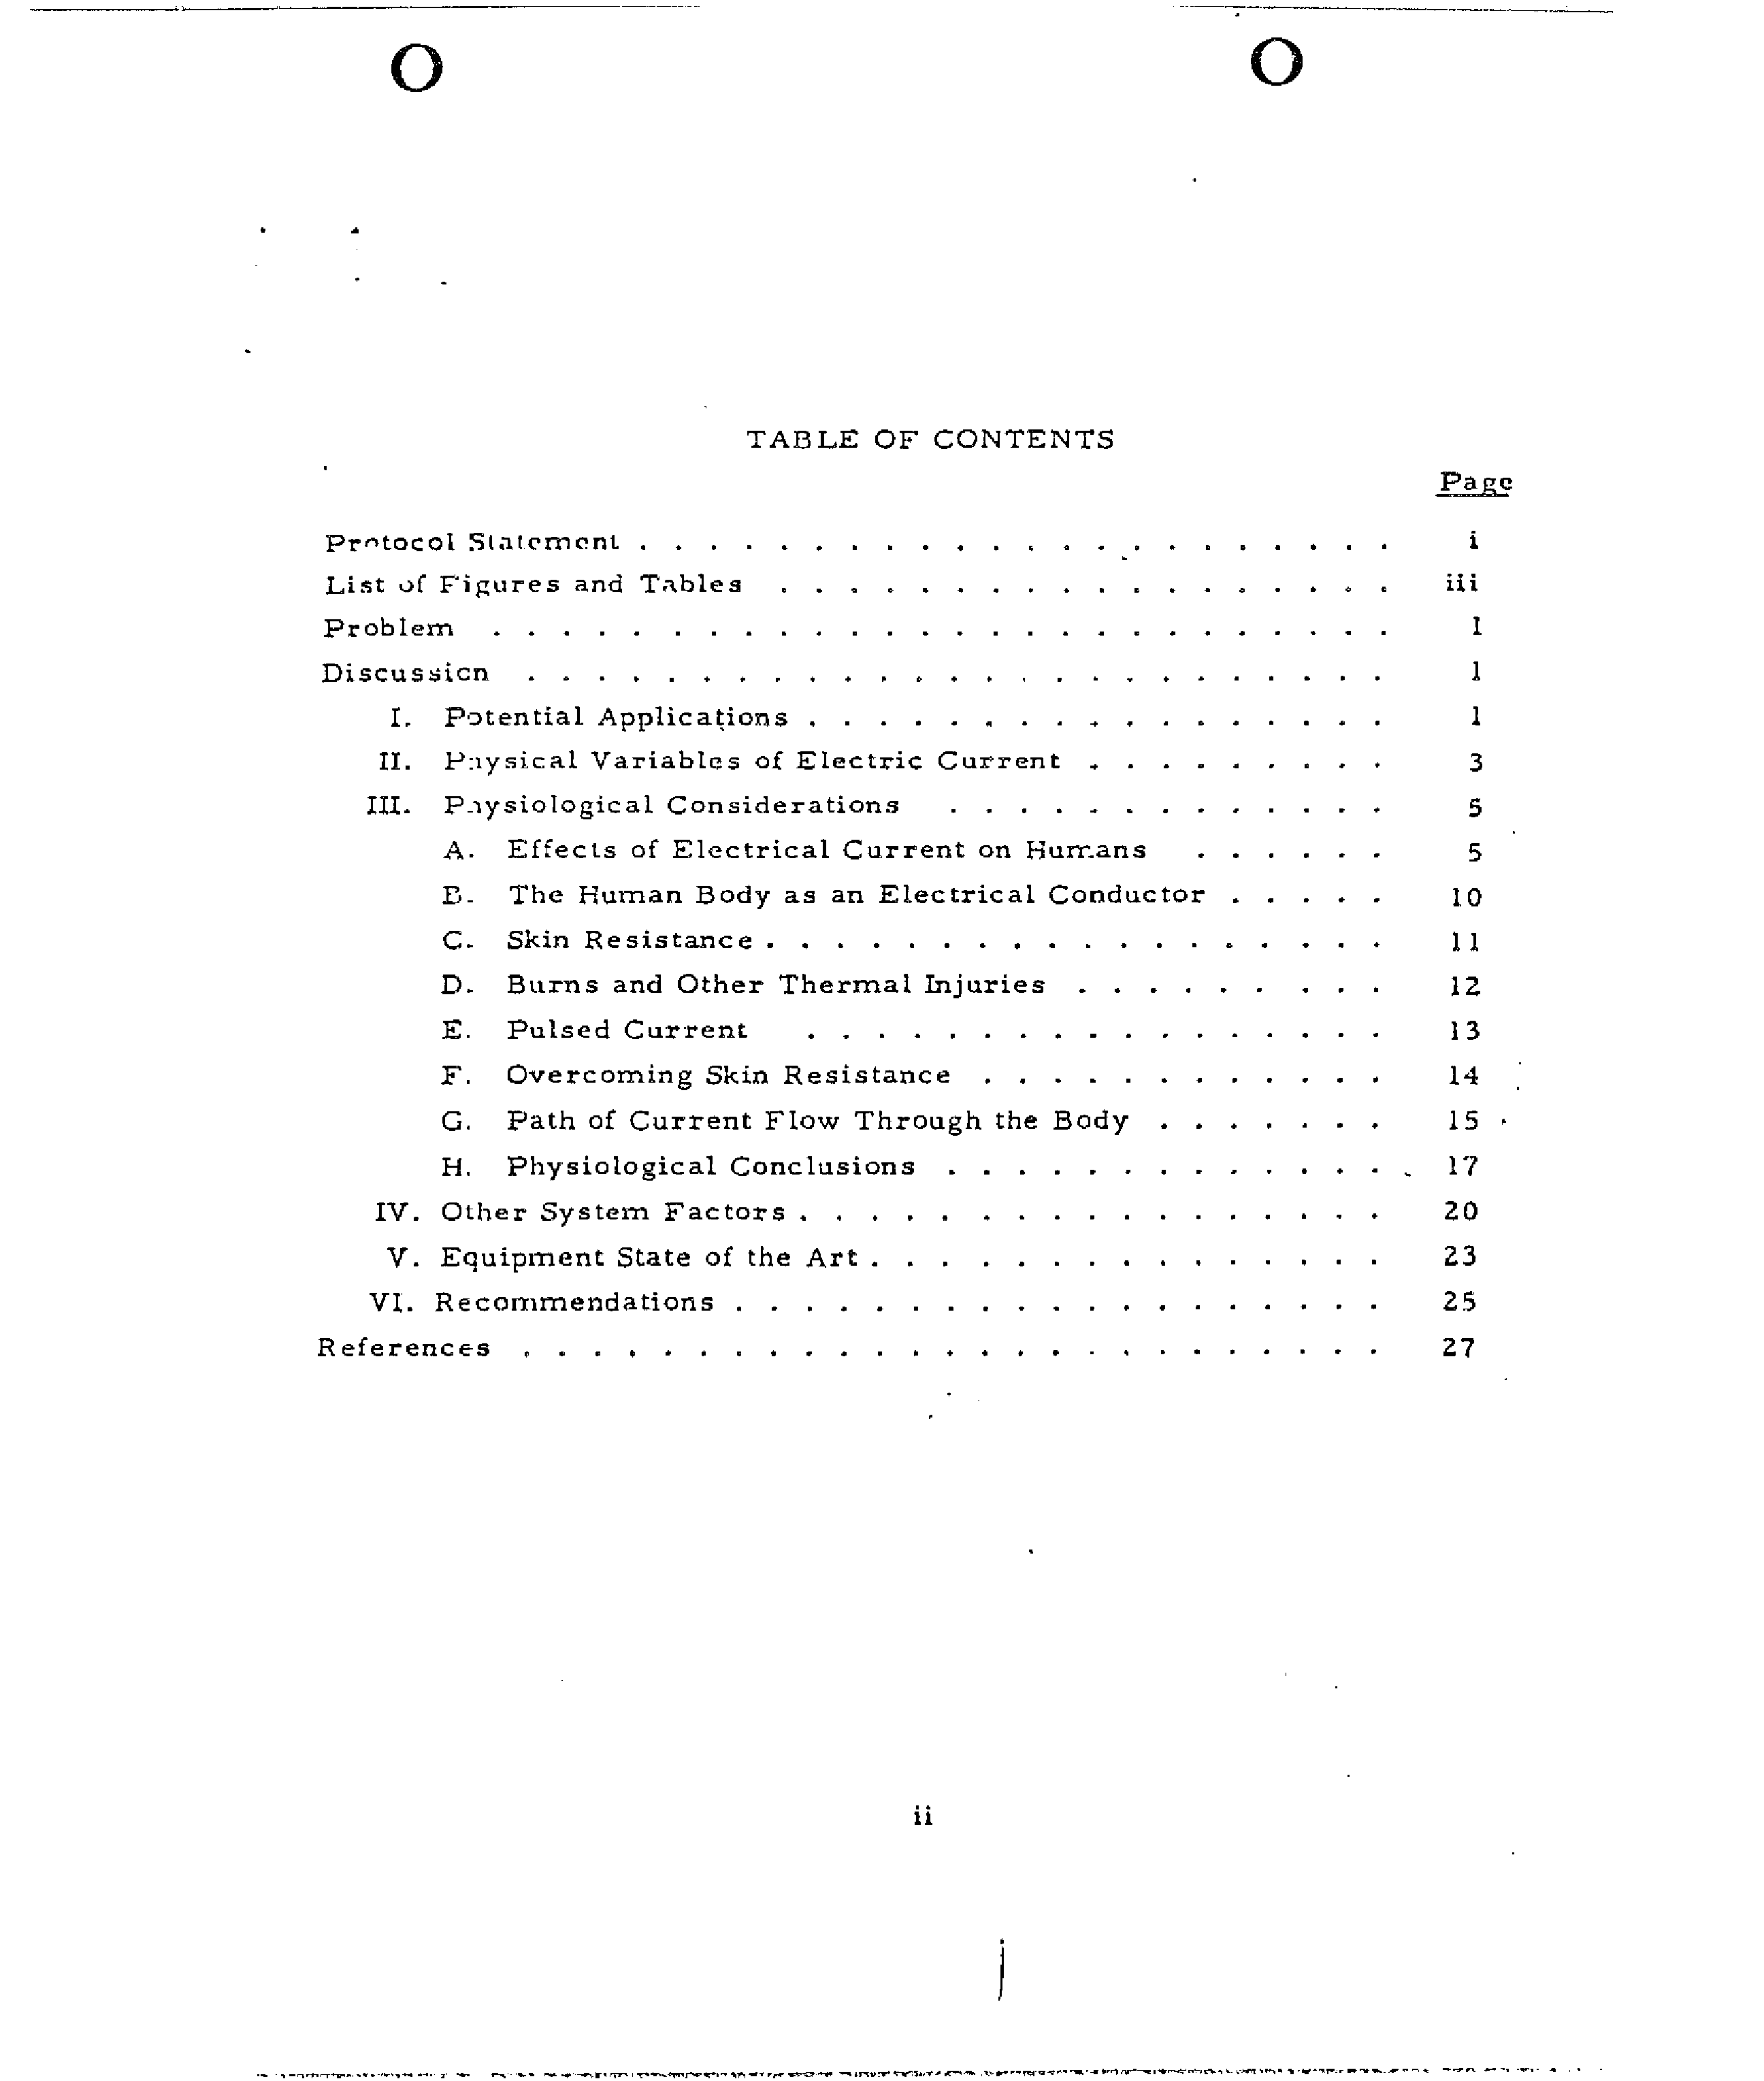 TABLE OF CONTENTS
Page
Protocol Statement . . . . . . . . . . . . . . . . . . . . . . i
List of Figures and Tables . . . . . . . . . . . . . . . . . . iii
Problem . . . . . . . . . . . . . . . . . . . . . . . . . . 1
Discussion . . . . . . . . . . . . . . . . . . . . . . . . . 1
I. Potential Applications . . . . . . . . . . . . . . . . . 1
II. Physical Variables of Electric Current . . . . . . . . . 3
III. Physiological Considerations . . . . . . . . . . . . . 5
A. Effects of Electrical Current on Humans . . . . . . 5
B. The Human Body as an Electrical Conductor . . . . . 10
C. Skin Resistance . . . . . . . . . . . . . . . . . . 11
D. Burns and Other Thermal Injuries . . . . . . . . . 12
E. Pulsed Current . . . . . . . . . . . . . . . . . 13
F. Overcoming Skin Resistance . . . . . . . . . . . . 14
G. Path of Current Flow Through the Body . . . . . . . 15
H. Physiological Conclusions . . . . . . . . . . . . . 17
IV. Other System Factors . . . . . . . . . . . . . . . . . 20
V. Equipment State of the Art . . . . . . . . . . . . . . . 23
VI. Recommendations . . . . . . . . . . . . . . . . . . . 25
References . . . . . . . . . . . . . . . . . . . . . . . . . 27
ii